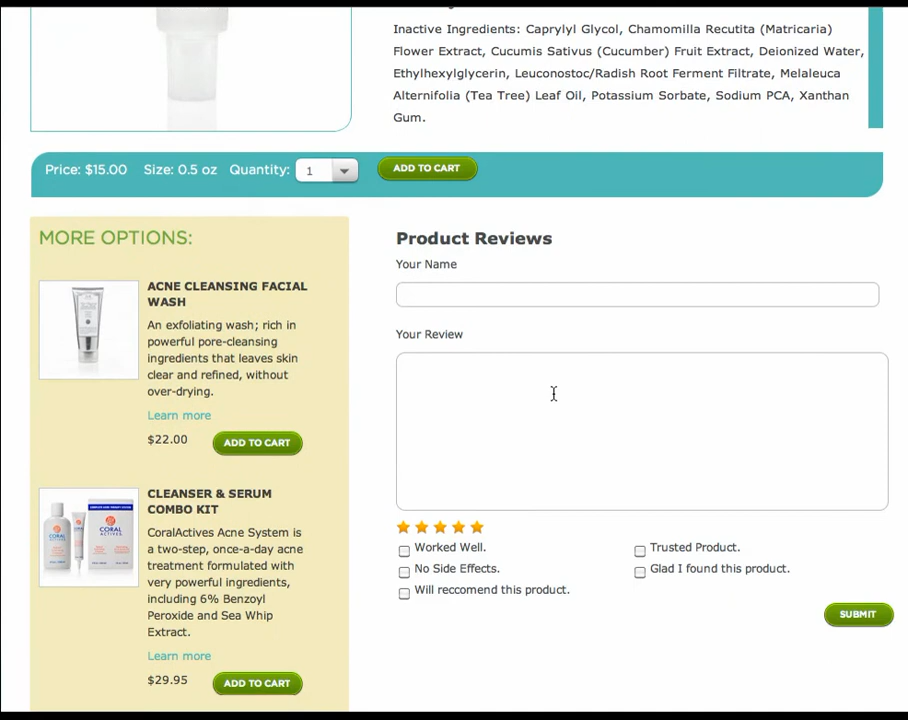 Inactive Ingredients: Caprylyl Glycol, Chamomilla Recutita (Matricaria)
Flower Extract, Cucumis Sativus (Cucumber) Fruit Extract, Deionized Water,
Ethylhexylglycerin, Leuconostoc/Radish Root Ferment Filtrate, Melaleuca
Alternifolia (Tea Tree) Leaf Oil, Potassium Sorbate, Sodium PCA, Xanthan
Gum.
Price: $15.00 Size: 0.5 oz Quantity: 1 ADD TO CART
MORE OPTIONS:
ACNE CLEANSING FACIAL
WASH
An exfoliating wash; rich in
powerful pore-cleansing
ingredients that leaves skin
clear and refined, without
over-drying.
Learn more
$22.00 ADD TO CART
CLEANSER & SERUM
COMBO KIT
CORAL
ACTIVES
CoralActives Acne System is
a two-step, once-a-day acne
treatment formulated with
very powerful ingredients,
including 6% Benzoyl
Peroxide and Sea Whip
Extract.
Learn more
$29.95 ADD TO CART
Product Reviews
Your Name
Your Review
Worked Well. Trusted Product.
No Side Effects. Glad I found this product.
Will reccomend this product.
SUBMIT